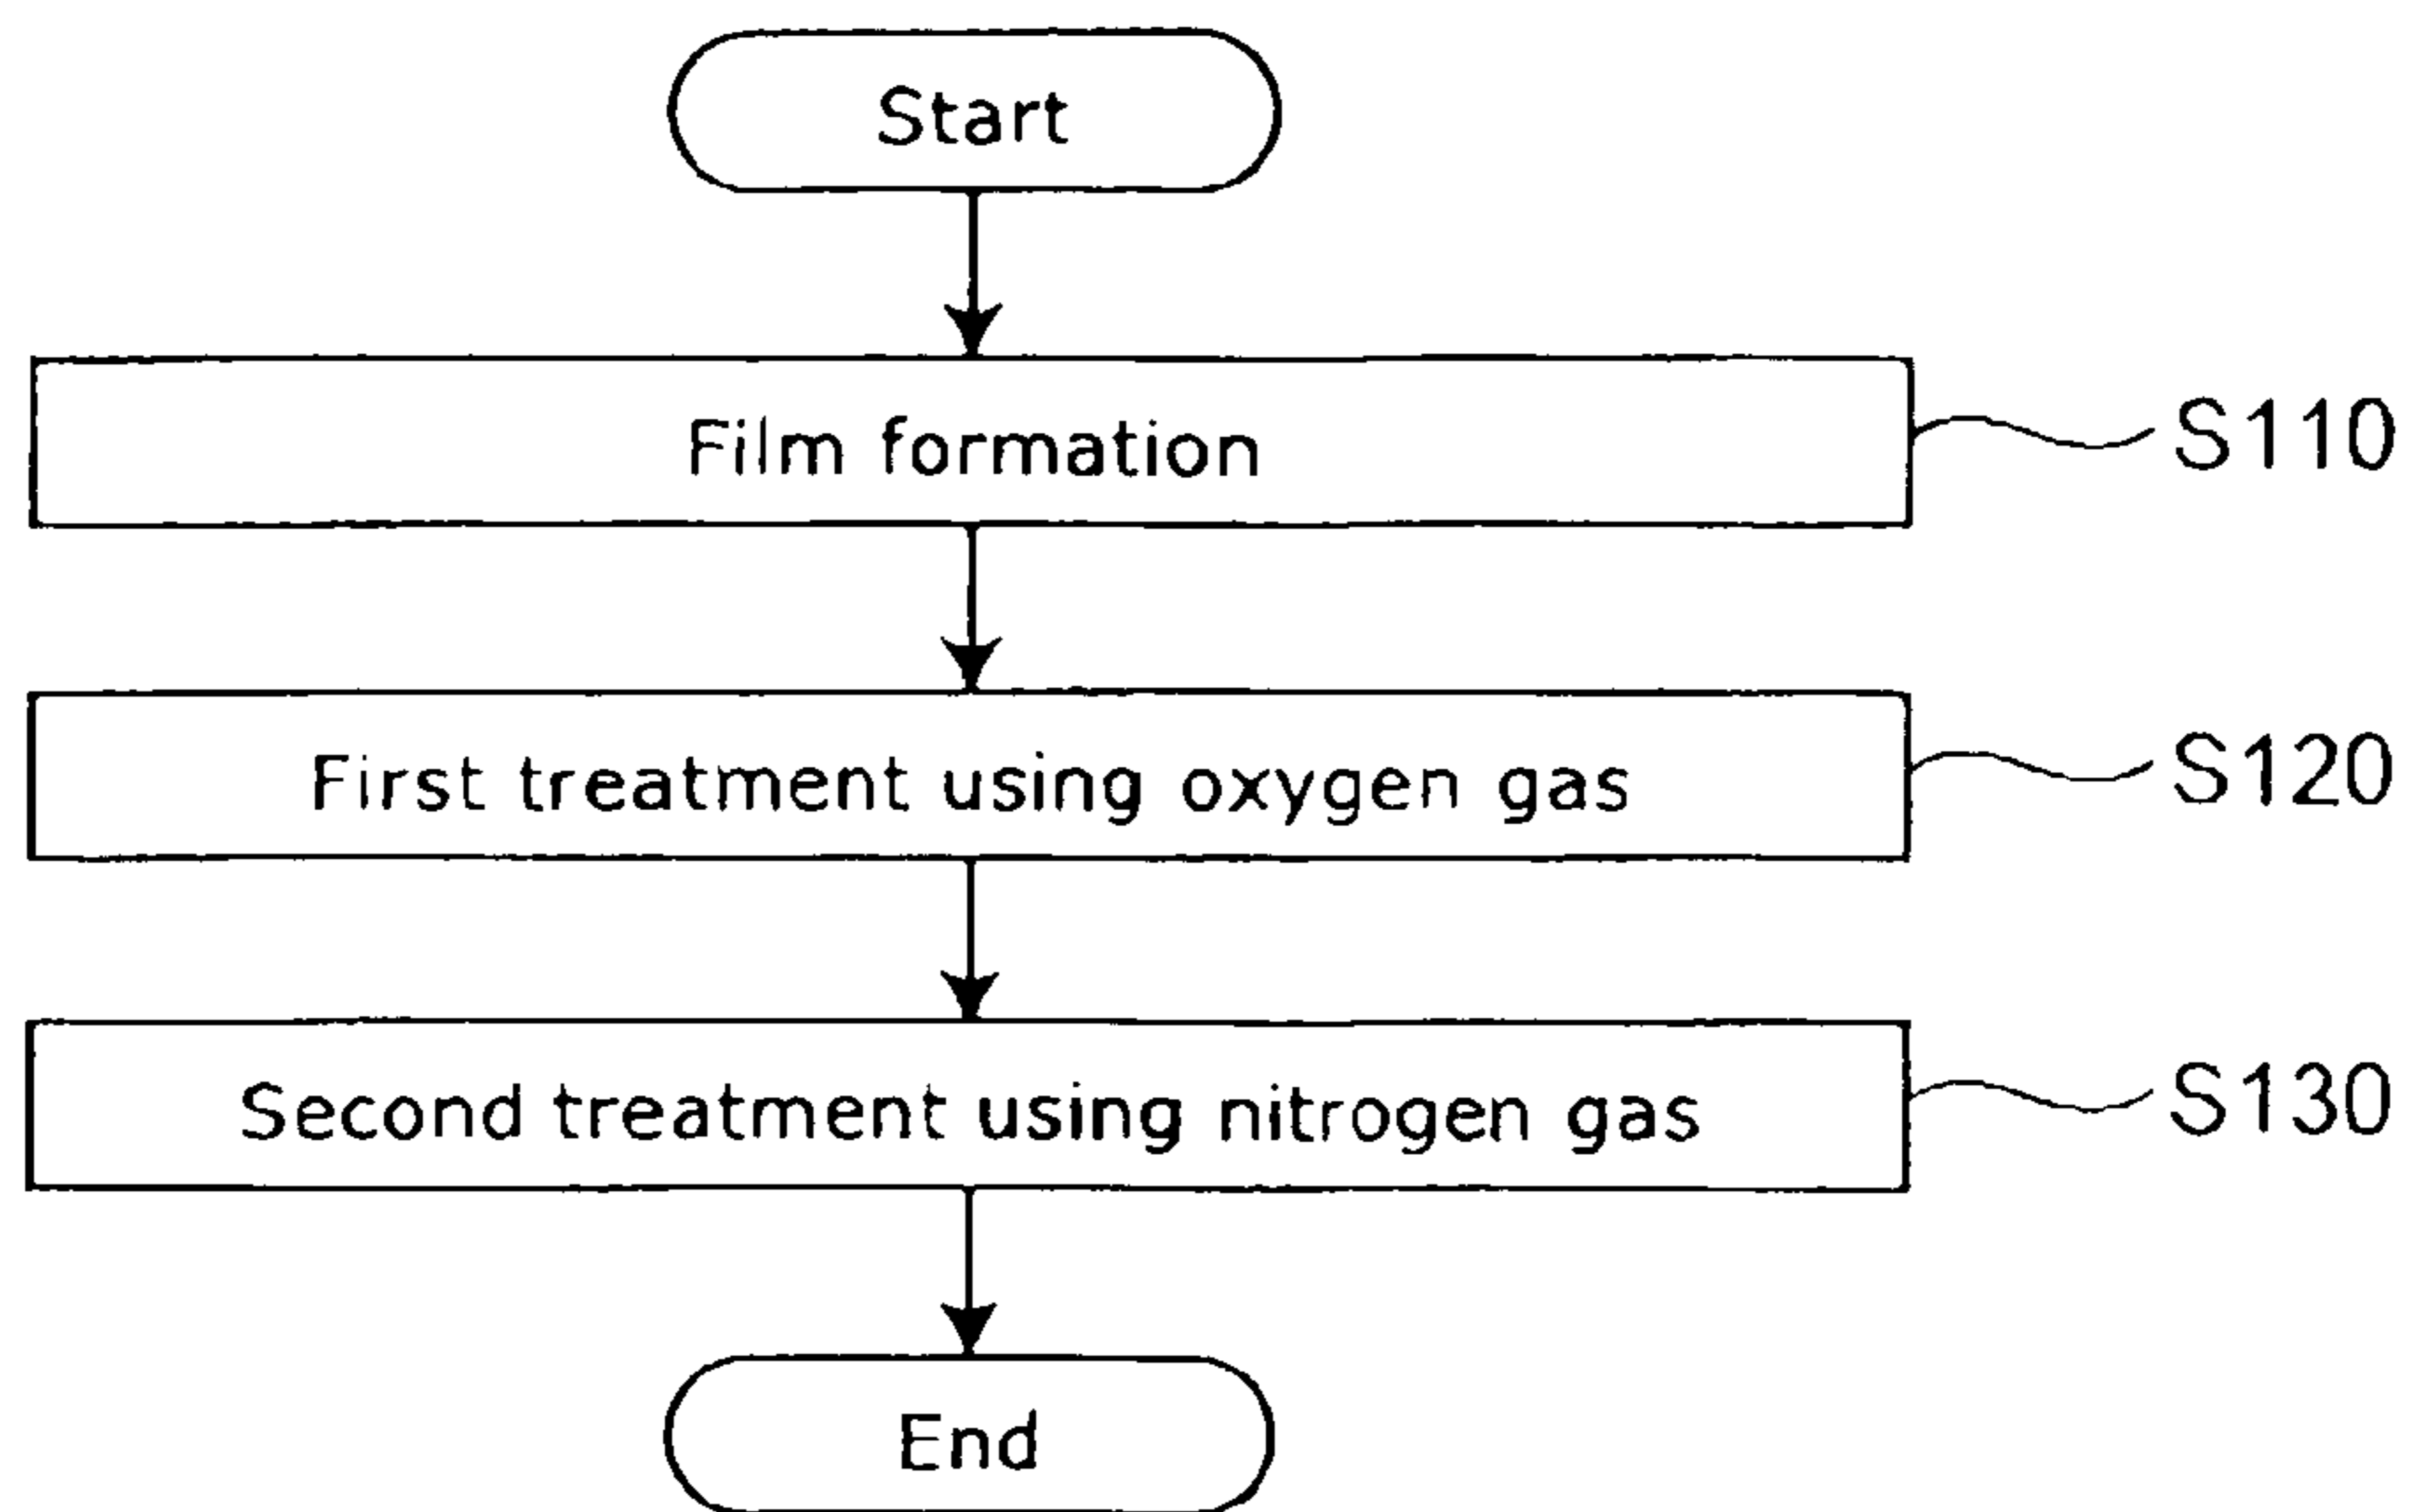 Start
Film formation
S110
First treatment using oxygen gas
S120
Second treatment using nitrogen gas
S130
End